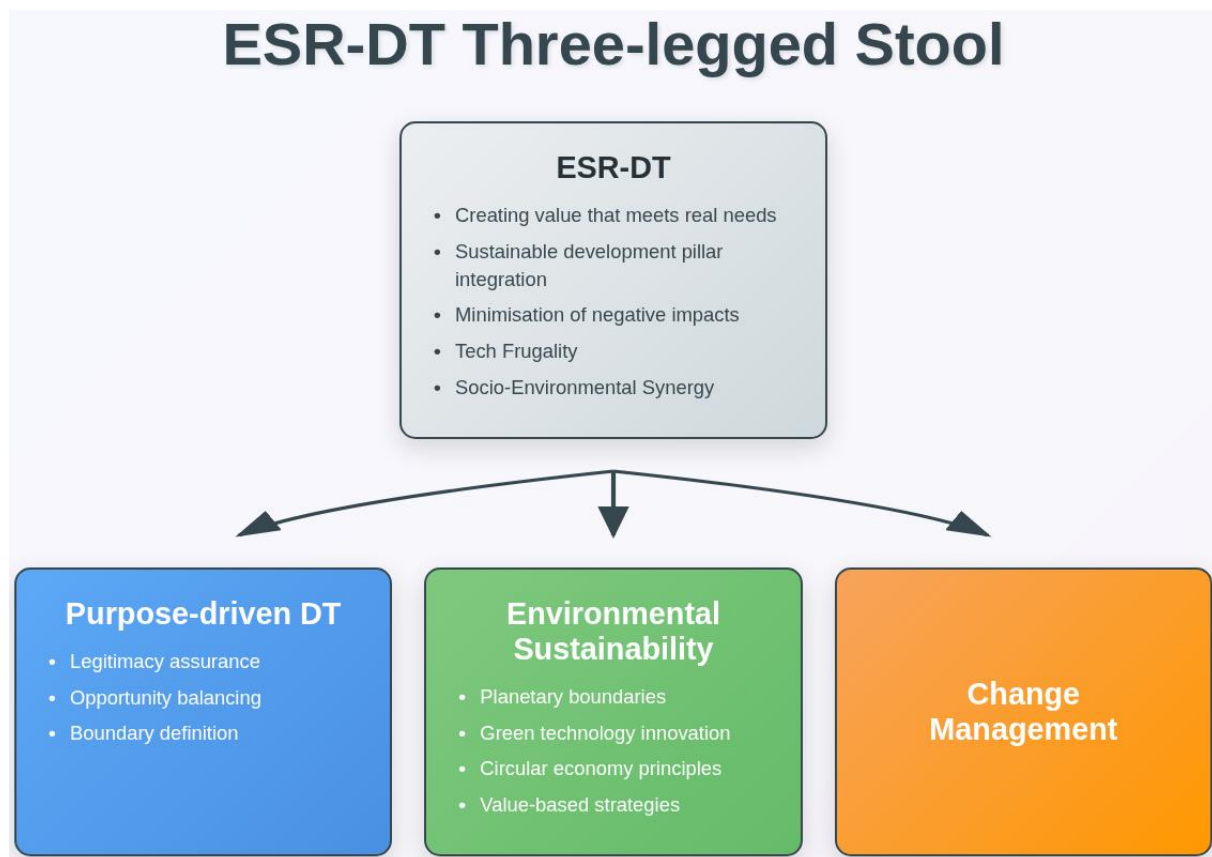 ESR-DT Three-legged Stool
ESR-DT
• Creating value that meets real needs
• Sustainable development pillar
integration
• Minimisation of negative impacts
• Tech Frugality
• Socio-Environmental Synergy
Purpose-driven DT
• Legitimacy assurance
• Opportunity balancing
• Boundary definition
Environmental
Sustainability
• Planetary boundaries
• Green technology innovation
• Circular economy principles
• Value-based strategies
Change
Management